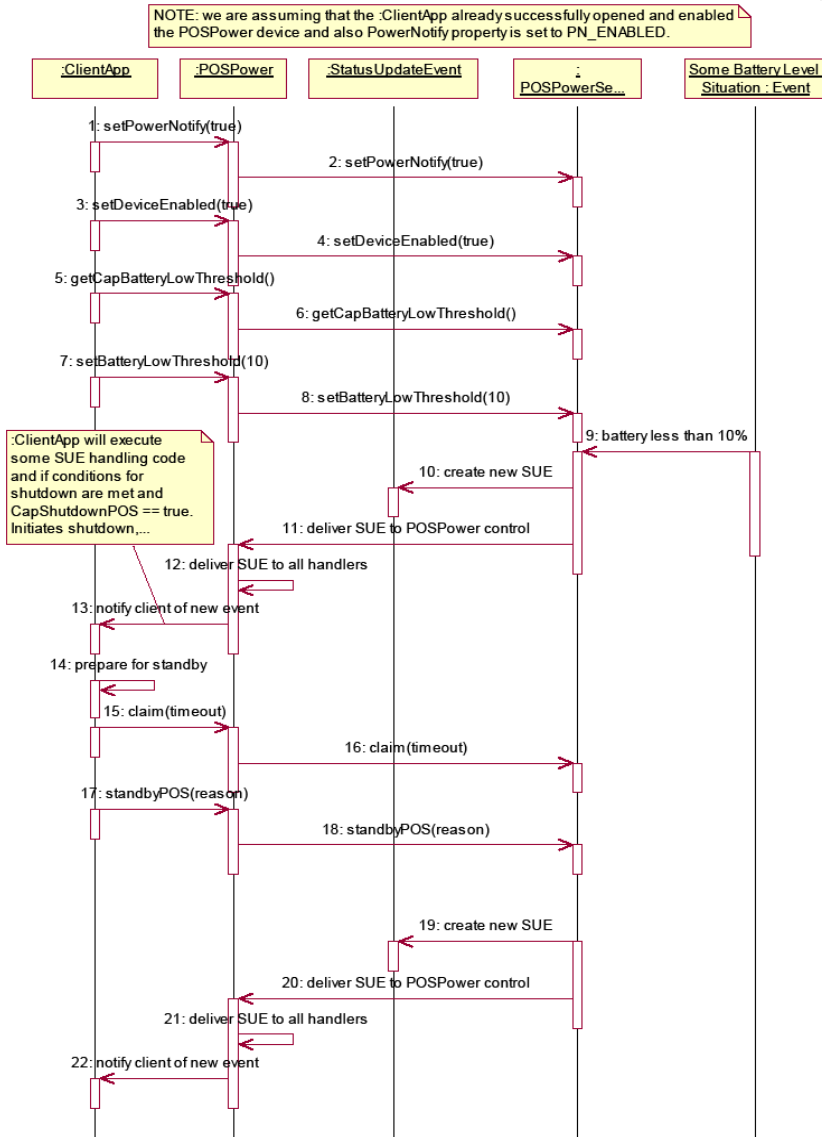 NOTE: we are assuming that the :ClientApp already successfully opened and enabled
the POSPower device and also PowerNotify property is set to PN_ENABLED.
:ClientApp
:POSPower
:StatusUpdateEvent
:
POSPowerSe...
Some Battery Level
Situation : Event
1: setPowerNotify(true)
2: setPowerNotify(true)
3: setDeviceEnabled(true)
4: setDeviceEnabled(true)
5: getCapBatteryLowThreshold()
6: getCapBatteryLowThreshold()
7: setBatteryLowThreshold(10)
8: setBatteryLowThreshold(10)
:ClientApp will execute
some SUE handling code
and if conditions for
shutdown are met and
CapShutdownPOS == true.
Initiates shutdown,...
9: battery less than 10%
10: create new SUE
11: deliver SUE to POSPower control
12: deliver SUE to all handlers
13: notify client of new event
14: prepare for standby
15: claim(timeout)
16: claim(timeout)
17: standbyPOS(reason)
18: standbyPOS(reason)
19: create new SUE
20: deliver SUE to POSPower control
21: deliver SUE to all handlers
22: notify client of new event